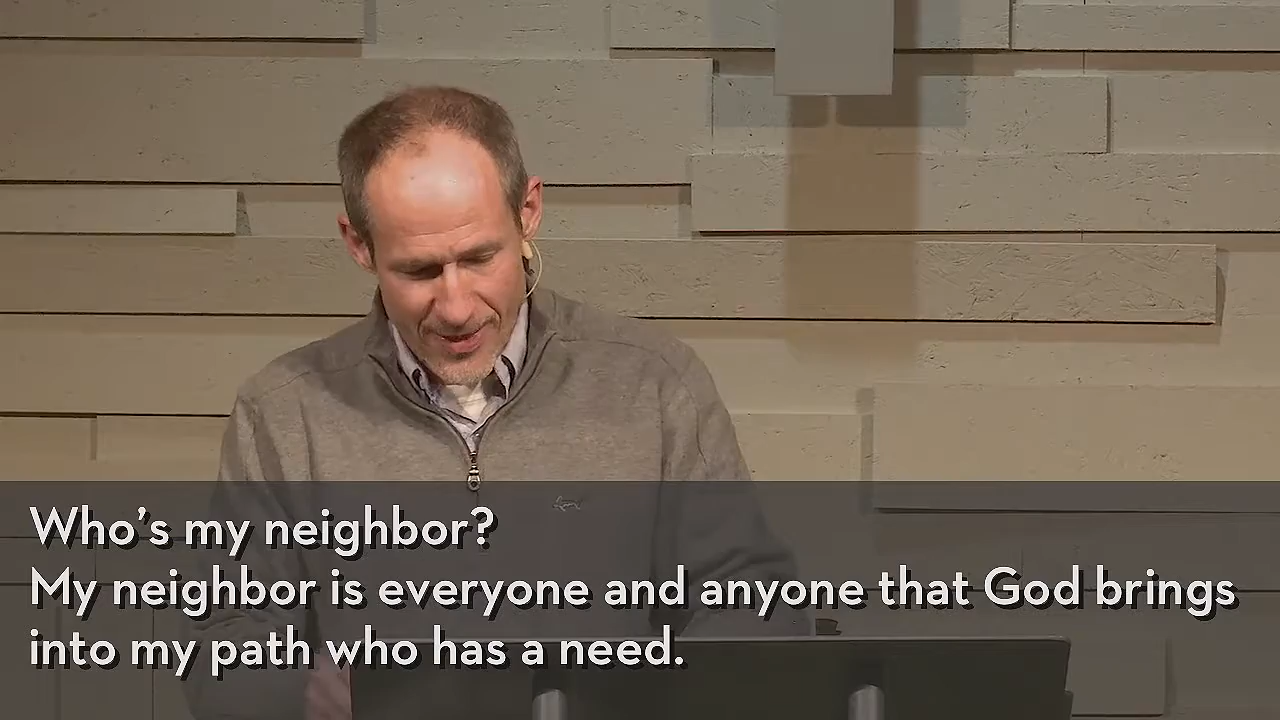 Who's my neighbor?
My neighbor is everyone and anyone that God brings
into my path who has a need.